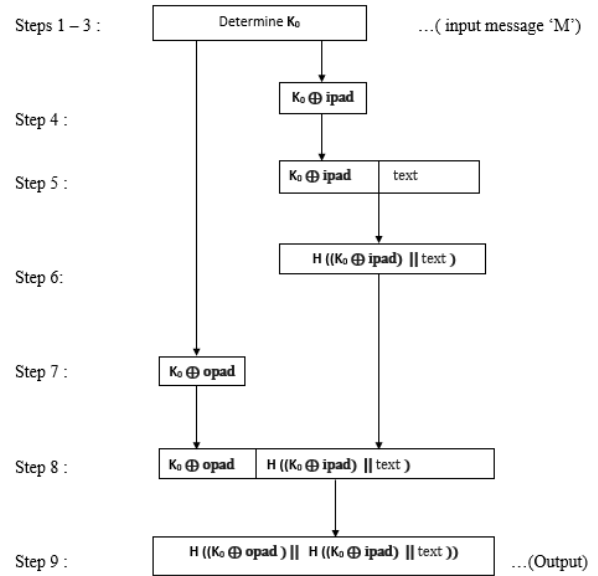 Steps 1 – 3 : Determine K₀ …( input message ‘M’)
K₀ ⊕ ipad
Step 4 :
Step 5 : K₀ ⊕ ipad text
H ((K₀ ⊕ ipad) || text )
Step 6:
Step 7 : K₀ ⊕ opad
Step 8 : K₀ ⊕ opad H ((K₀ ⊕ ipad) || text )
Step 9 : H ((K₀ ⊕ opad ) || H ((K₀ ⊕ ipad) || text )) …(Output)